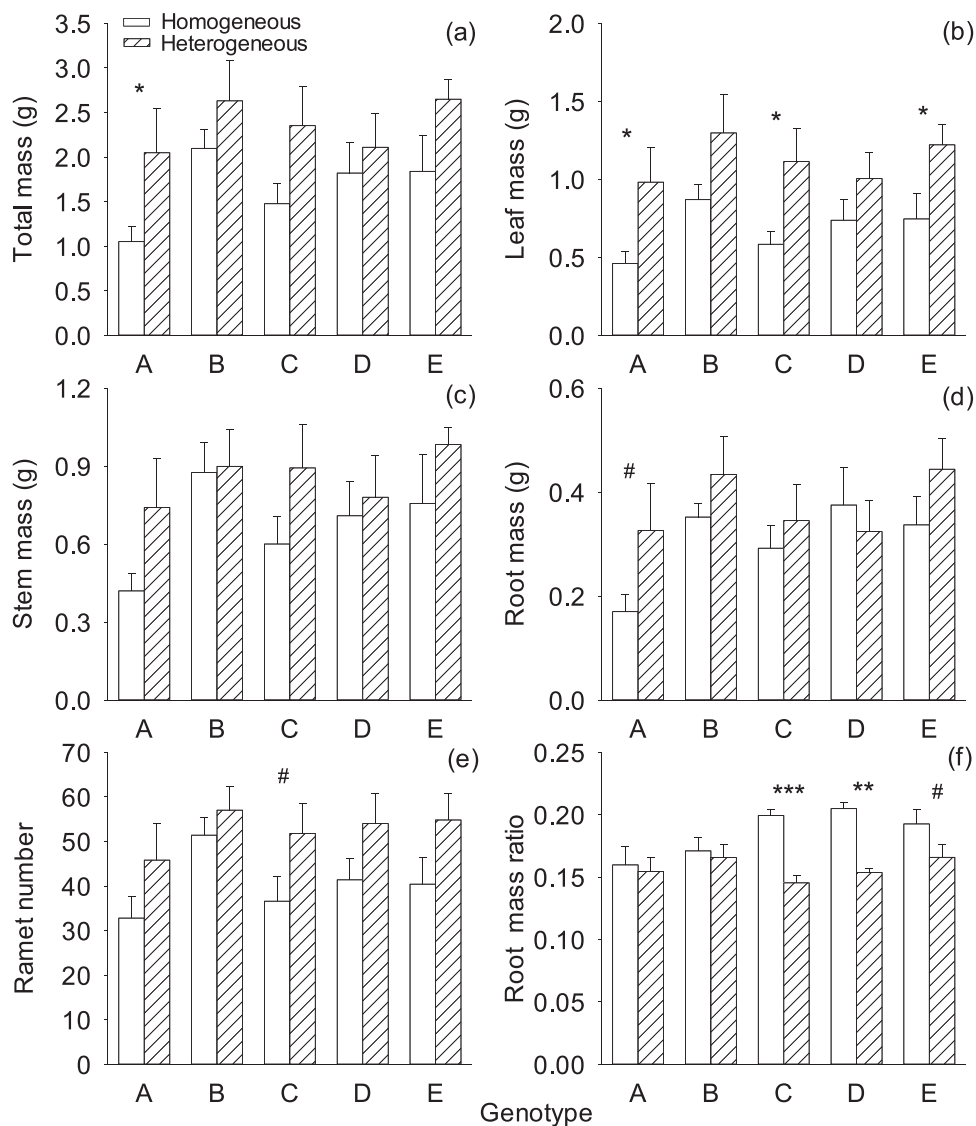 (a)
Homogeneous
Heterogeneous
Total mass (g)
3.5
3.0
2.5
2.0
1.5
1.0
0.5
0.0
*
A B C D E
(b)
Leaf mass (g)
2.0
1.5
1.0
0.5
0.0
* * *
A B C D E
(c)
Stem mass (g)
1.2
0.9
0.6
0.3
0.0
A B C D E
(d)
Root mass (g)
0.6
0.4
0.2
0.0
#
A B C D E
(e)
Ramet number
70
60
50
40
30
20
10
0
#
A B C D E
(f)
Root mass ratio
0.25
0.20
0.15
0.10
0.05
0.00
*** ** #
A B C D E
Genotype